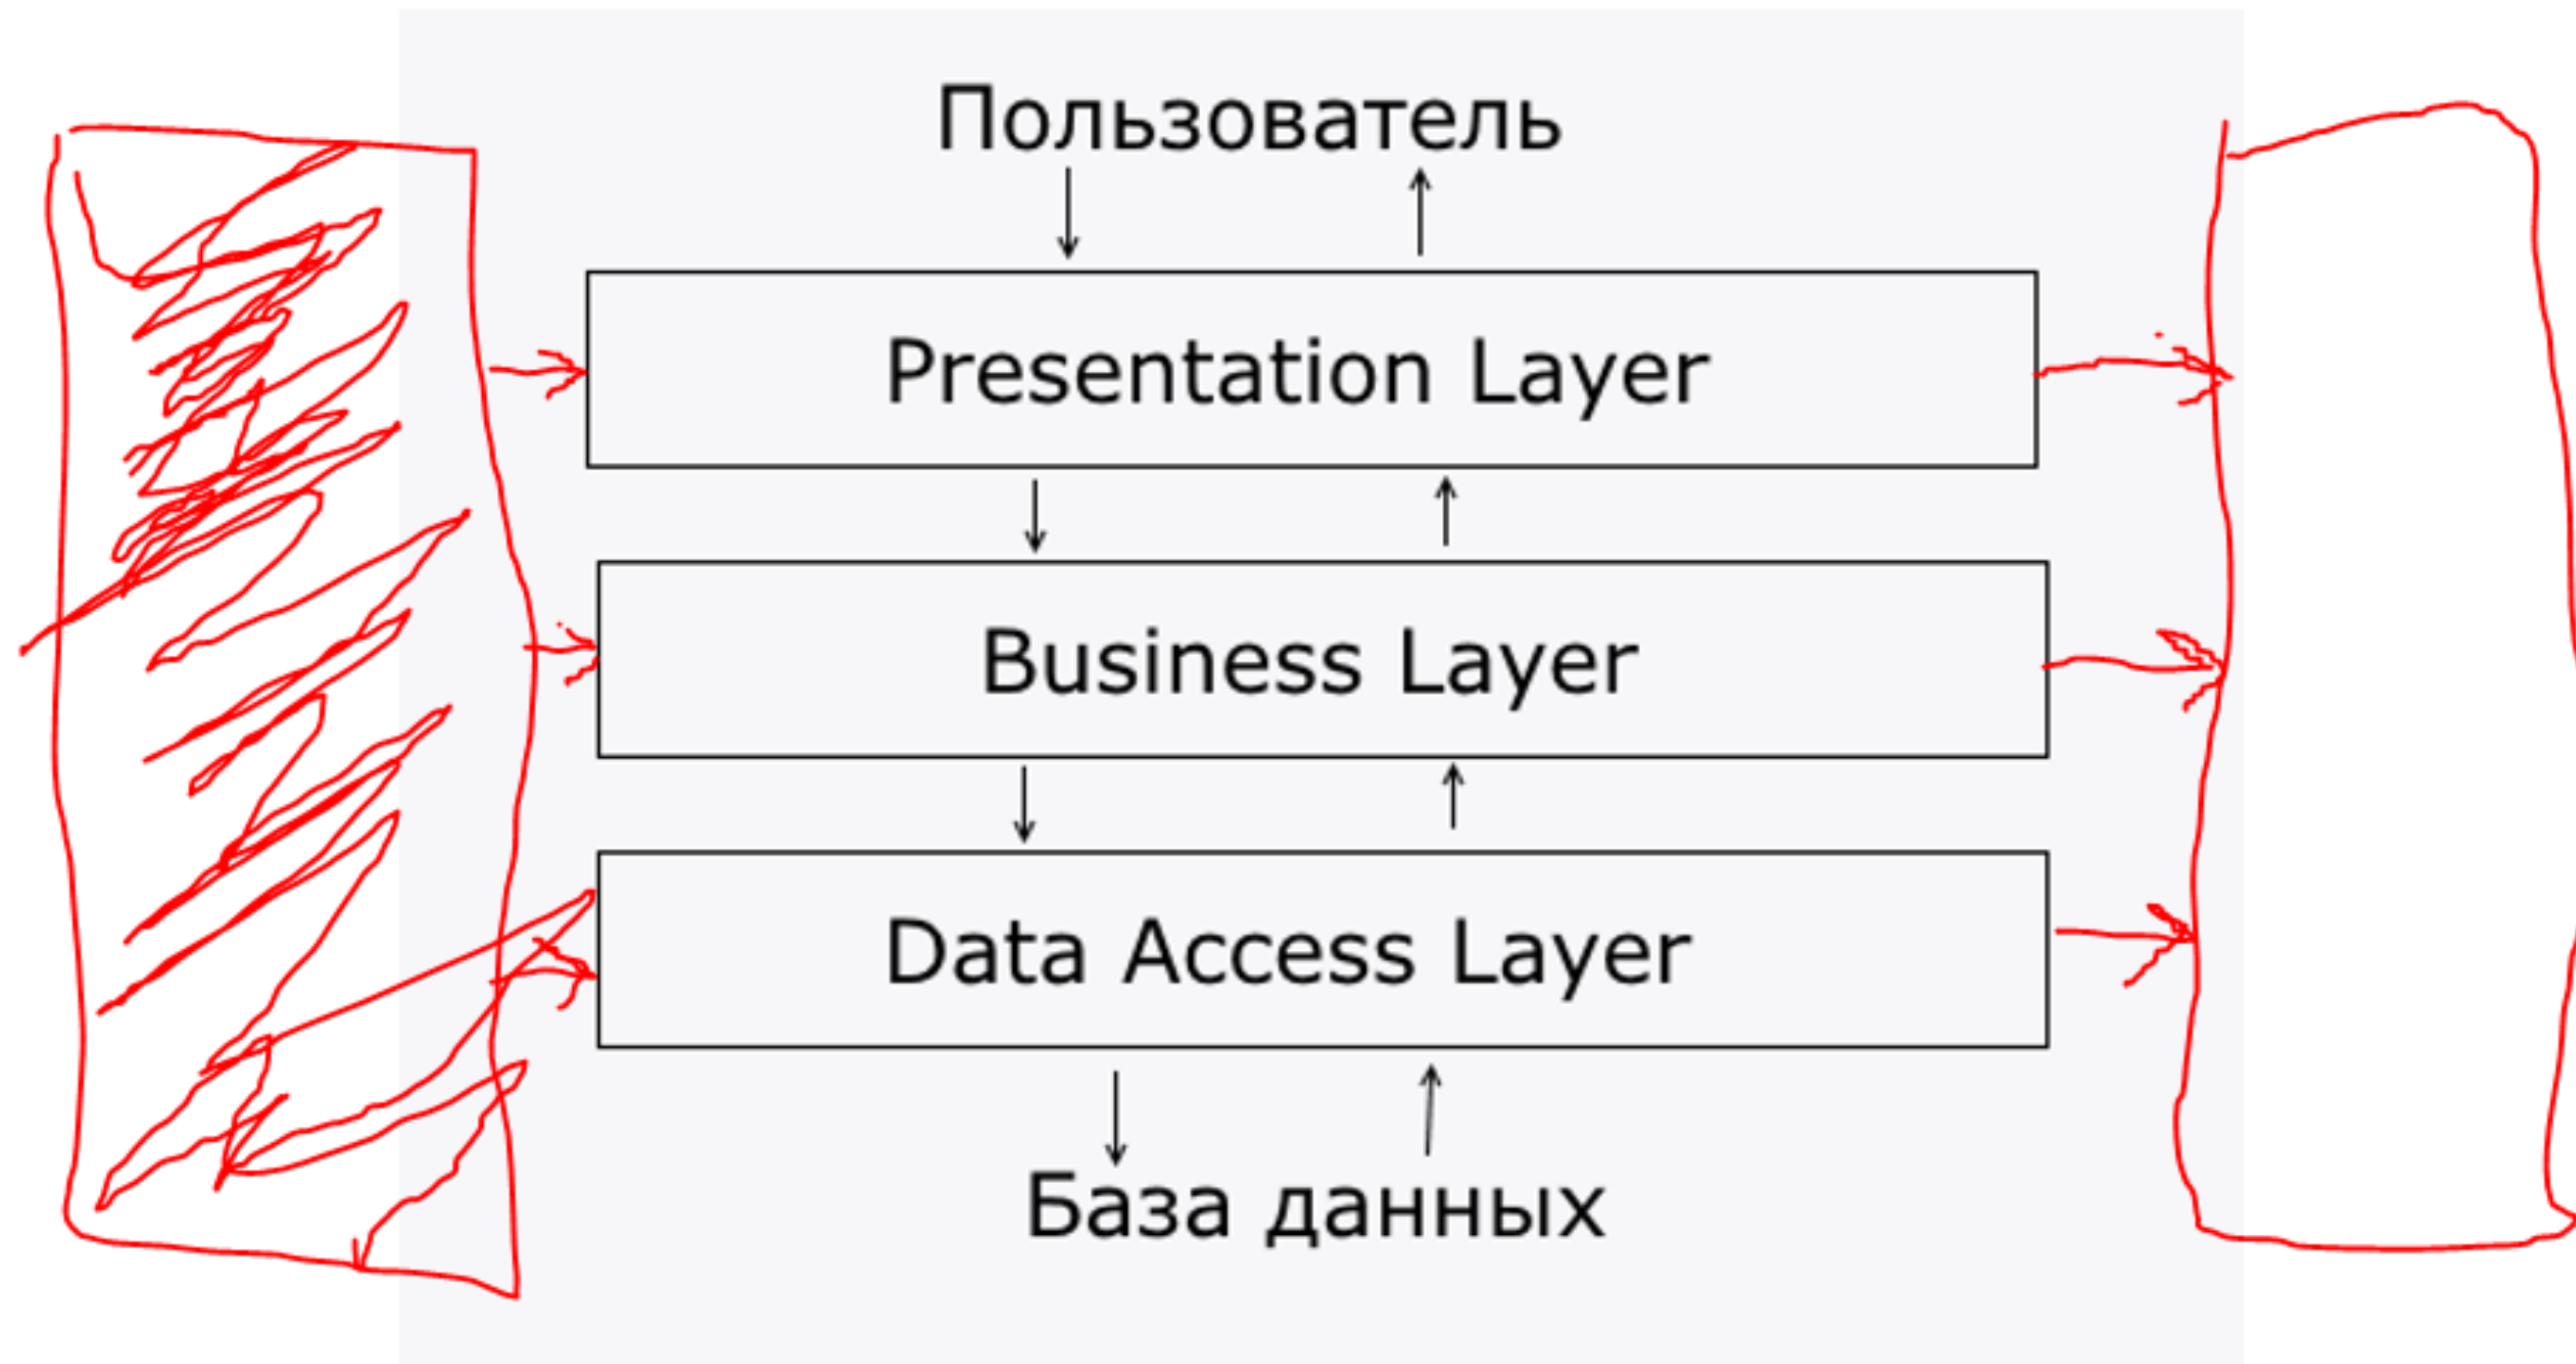 Пользователь
Presentation Layer
Business Layer
Data Access Layer
База данных